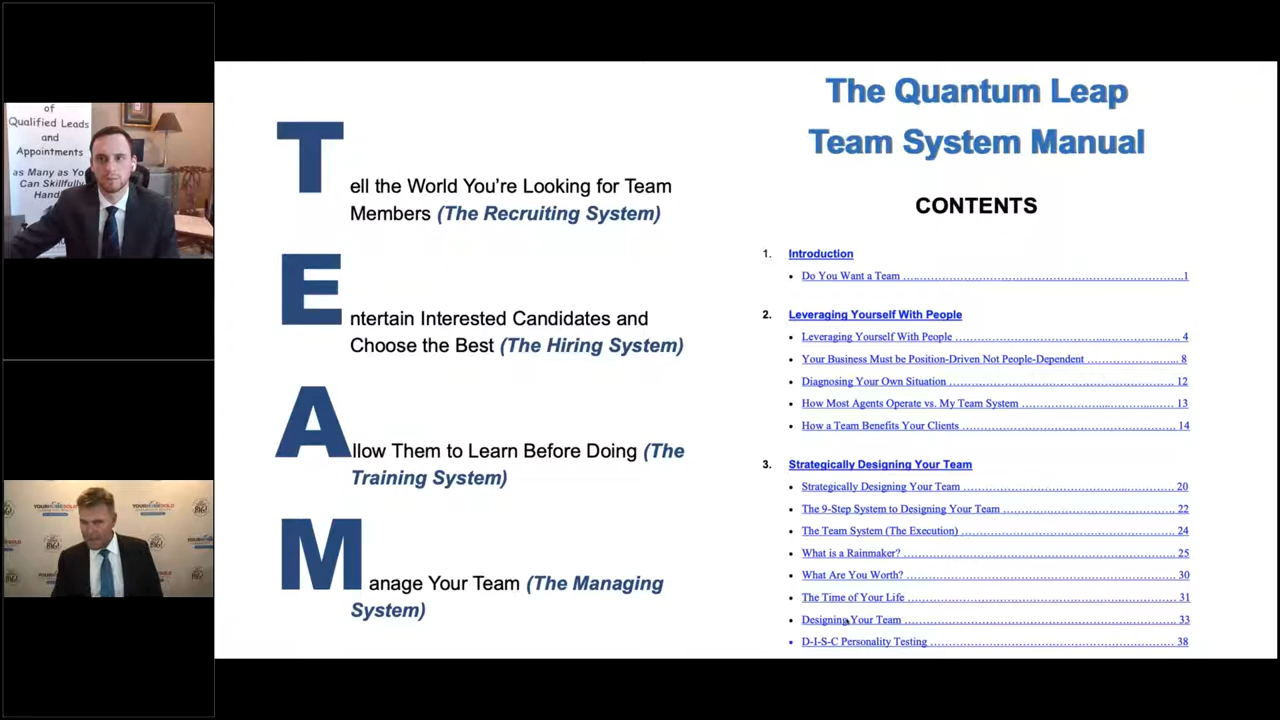 of
Qualified Leads
and
Appointments
as Many as Yo
Can Skillfully
Hand
T
ell the World You're Looking for Team
Members (The Recruiting System)
E
ntertain Interested Candidates and
Choose the Best (The Hiring System)
A
llow Them to Learn Before Doing (The
Training System)
M
anage Your Team (The Managing
System)
The Quantum Leap
Team System Manual
CONTENTS
1. Introduction
• Do You Want a Team ................................................................1
2. Leveraging Yourself With People
• Leveraging Yourself With People ................................................ 4
• Your Business Must be Position-Driven Not People-Dependent ........................ 8
• Diagnosing Your Own Situation ................................................ 12
• How Most Agents Operate vs. My Team System ................................ 13
• How a Team Benefits Your Clients ................................................ 14
3. Strategically Designing Your Team
• Strategically Designing Your Team ................................................ 20
• The 9-Step System to Designing Your Team ................................ 22
• The Team System (The Execution) ................................................ 24
• What is a Rainmaker? ................................................................ 25
• What Are You Worth? ................................................................ 30
• The Time of Your Life ................................................................ 31
• Designing Your Team ................................................................ 33
• D-I-S-C Personality Testing ................................................ 38
YOURHOMESOLD